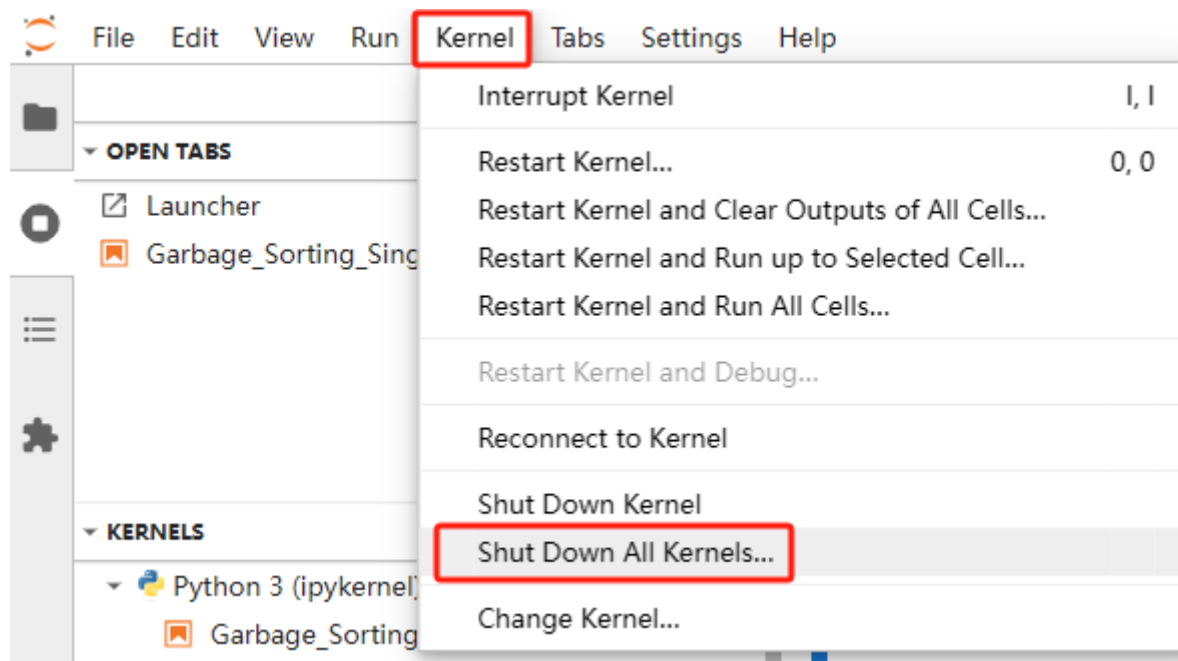 File Edit View Run Kernel Tabs Settings Help
OPEN TABS
Launcher
Garbage_Sorting_Sing
KERNELS
Python 3 (ipykernel)
Garbage_Sorting
Interrupt Kernel I, I
Restart Kernel... 0, 0
Restart Kernel and Clear Outputs of All Cells...
Restart Kernel and Run up to Selected Cell...
Restart Kernel and Run All Cells...
Restart Kernel and Debug...
Reconnect to Kernel
Shut Down Kernel
Shut Down All Kernels...
Change Kernel...